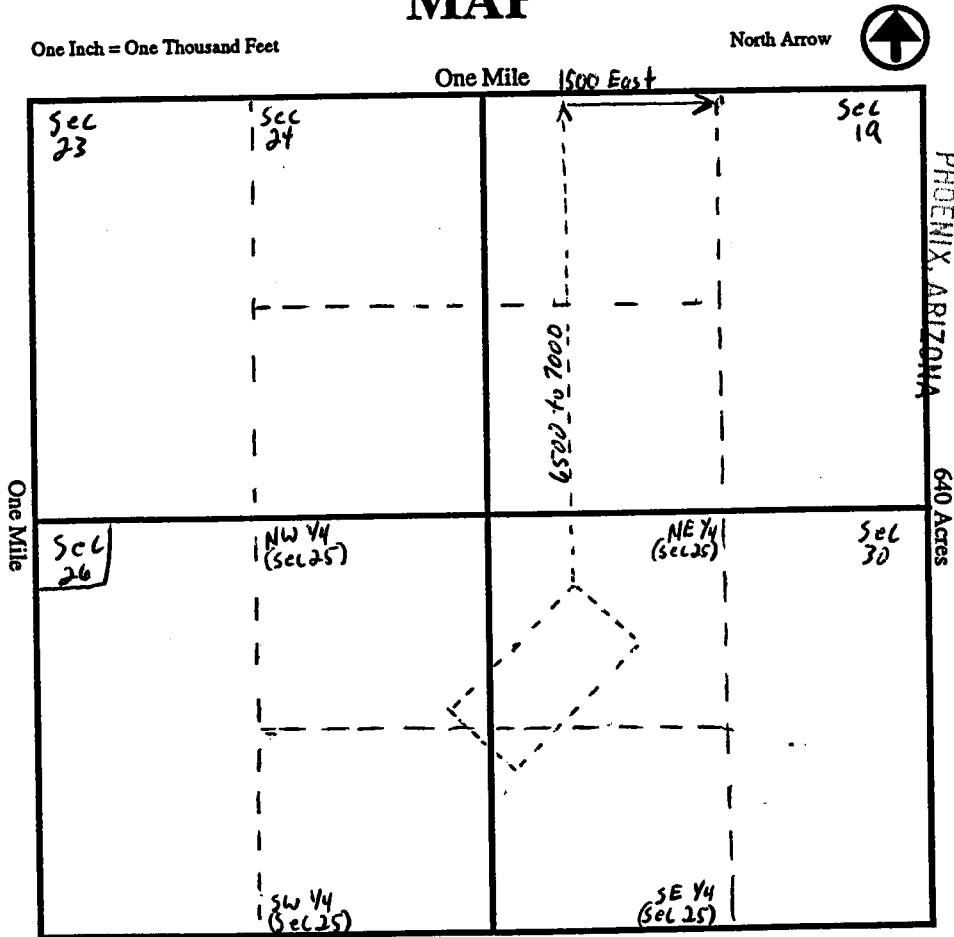 MAP
One Inch = One Thousand Feet
North Arrow
One Mile
1500 East
Sec
23
Sec
24
Sec
19
PHOENIX, ARIZONA
6500 to 7000
One Mile
640 Acres
Sec
26
NW 1/4
(Sec 25)
NE 1/4
(Sec 25)
Sec
30
SW 1/4
(Sec 25)
SE 1/4
(Sec 25)